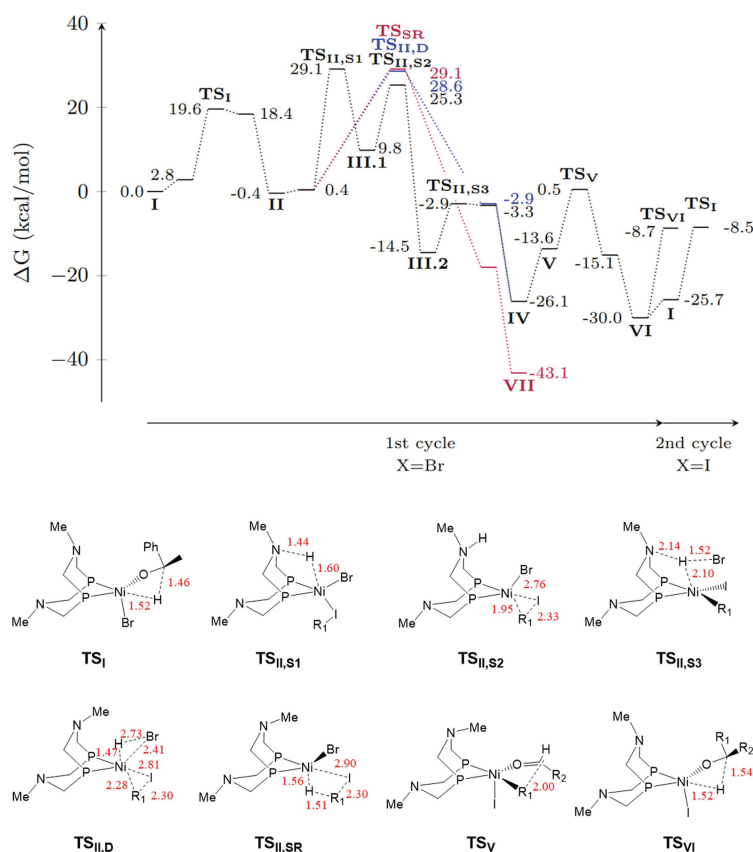 40
20
0
−20
−40
ΔG (kcal/mol)
TS_SR
TS_II,D
TS_II,S1 TS_II,S2
29.1 29.1
28.6
25.3
TS_I
19.6 18.4
2.8 9.8
III.1
0.0 -0.4 0.4
I II
TS_II,S3 TS_V
0.5
-2.9 -2.9
-3.3
TS_VI TS_I
-8.7 -8.5
-14.5 -13.6
III.2 V -15.1
-26.1 -25.7
IV -30.0 VI I
-43.1
VII
1st cycle 2nd cycle
X=Br X=I
Me
N
N
Me
P
P
Ni
O
Ph
H
Br
1.46
1.52
TS_I
Me
N
N
Me
P
P
Ni
H
Br
I
R1
1.44
1.60
TS_II,S1
Me
N
H
N
Me
P
P
Ni
Br
I
R1
2.76
1.95
2.33
TS_II,S2
Me
N
N
Me
P
P
Ni
H
Br
I
R1
2.14
1.52
2.10
TS_II,S3
Me
N
N
Me
P
P
Ni
H
Br
I
R1
2.73
1.47
2.41
2.81
2.28
2.30
TS_II,D
Me
N
N
Me
P
P
Ni
Br
I
H
R1
2.90
1.56
1.51
2.30
TS_II,SR
Me
N
N
Me
P
P
Ni
O
H
R2
R1
I
2.00
TS_V
Me
N
N
Me
P
P
Ni
O
R1
R2
H
I
1.54
1.52
TS_VI